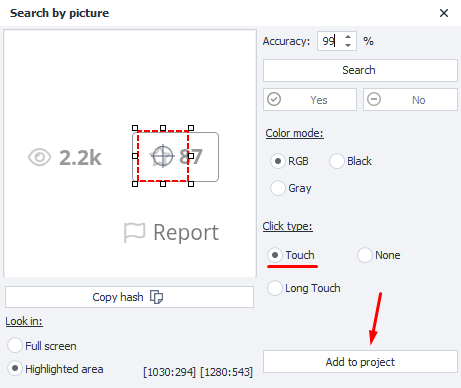 Search by picture
2.2k
87
Report
Copy hash
Look in:
Full screen
Highlighted area
[1030:294] [1280:543]
Accuracy: 99 %
Search
Yes
No
Color mode:
RGB
Black
Gray
Click type:
Touch
None
Long Touch
Add to project